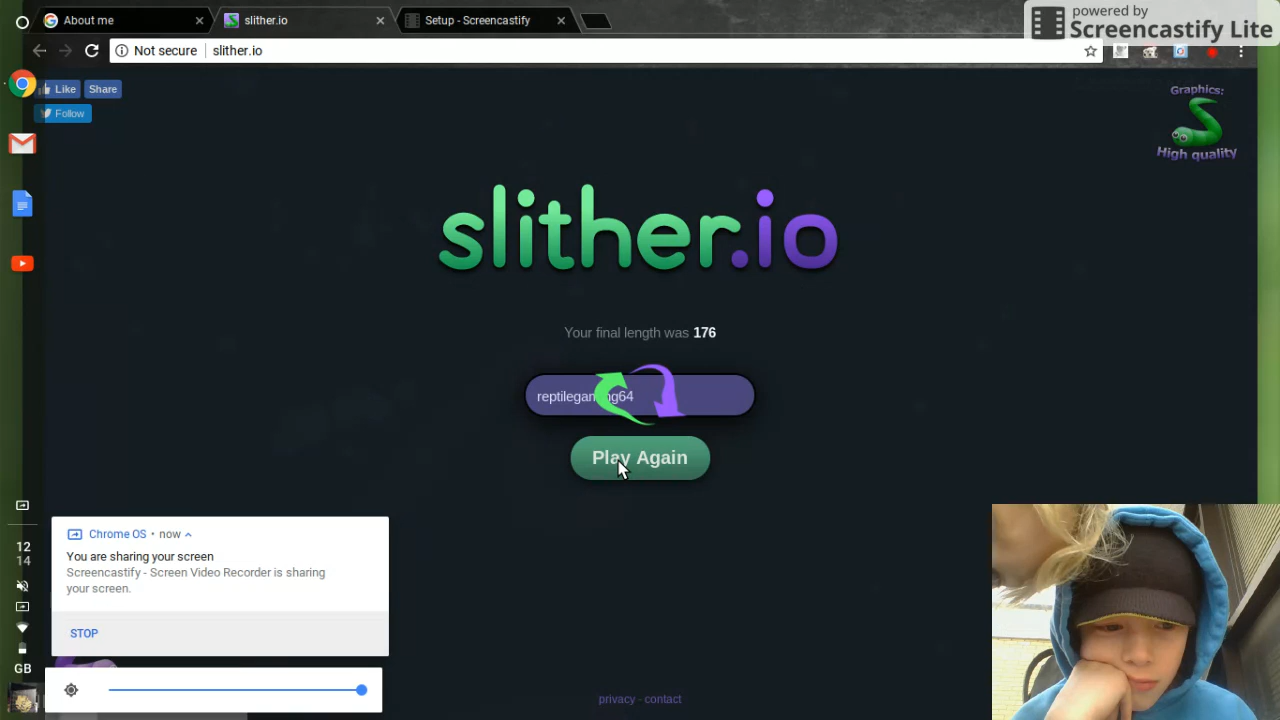 About me
slither.io
Setup - Screencastify
powered by
Screencastify Lite
Not secure
slither.io
Like
Share
Follow
Graphics:
High quality
slither.io
Your final length was 176
Play Again
Chrome OS • now
You are sharing your screen
Screencastify - Screen Video Recorder is sharing
your screen.
STOP
12
14
GB
privacy - contact